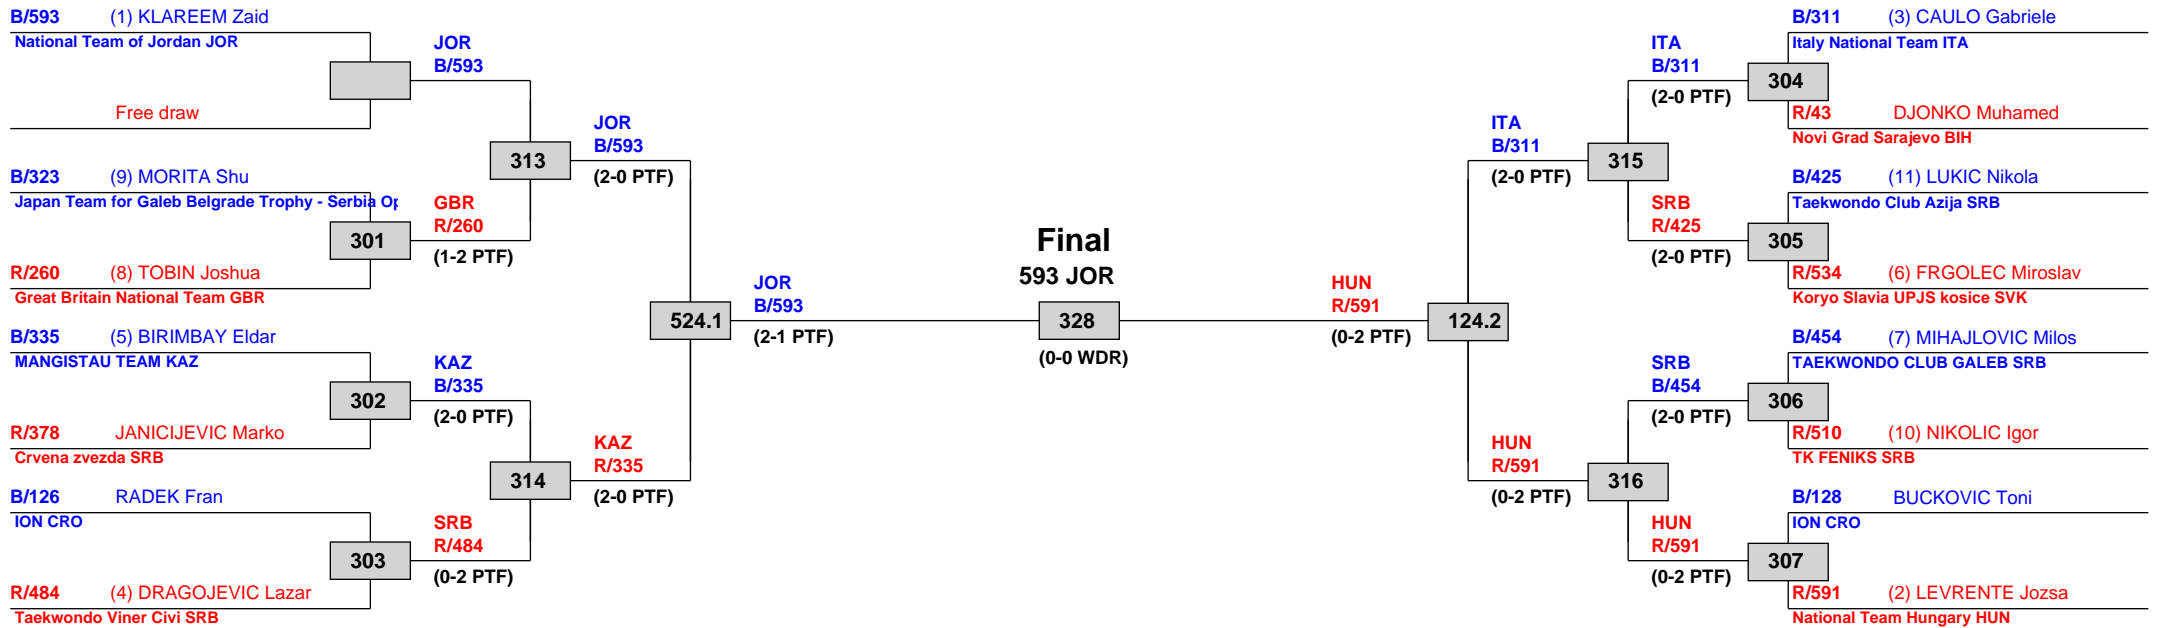 B/593 (1) KLAREEM Zaid
National Team of Jordan JOR
Free draw
B/323 (9) MORITA Shu
Japan Team for Galeb Belgrade Trophy - Serbia Op
301
R/260 (8) TOBIN Joshua
Great Britain National Team GBR
B/335 (5) BIRIMBAY Eldar
MANGISTAU TEAM KAZ
302
R/378 JANICIJEVIC Marko
Crvena zvezda SRB
B/126 RADEK Fran
ION CRO
303
R/484 (4) DRAGOJEVIC Lazar
Taekwondo Viner Civi SRB
JOR
B/593
313
GBR
R/260
(1-2 PTF)
KAZ
B/335
(2-0 PTF)
314
SRB
R/484
(0-2 PTF)
JOR
B/593
(2-0 PTF)
524.1
KAZ
R/335
(2-0 PTF)
JOR
B/593
(2-1 PTF)
Final
593 JOR
328
(0-0 WDR)
HUN
R/591
(0-2 PTF)
124.2
ITA
B/311
(2-0 PTF)
HUN
R/591
(0-2 PTF)
315
316
ITA
B/311
(2-0 PTF)
SRB
R/425
(2-0 PTF)
SRB
B/454
(2-0 PTF)
HUN
R/591
(0-2 PTF)
B/311 (3) CAULO Gabriele
Italy National Team ITA
304
R/43 DJONKO Muhamed
Novi Grad Sarajevo BIH
B/425 (11) LUKIC Nikola
Taekwondo Club Azija SRB
305
R/534 (6) FRGOLEC Miroslav
Koryo Slavia UPJS kosice SVK
B/454 (7) MIHAJLOVIC Milos
TAEKWONDO CLUB GALEB SRB
306
R/510 (10) NIKOLIC Igor
TK FENIKS SRB
B/128 BUCKOVIC Toni
ION CRO
307
R/591 (2) LEVRENTE Jozsa
National Team Hungary HUN